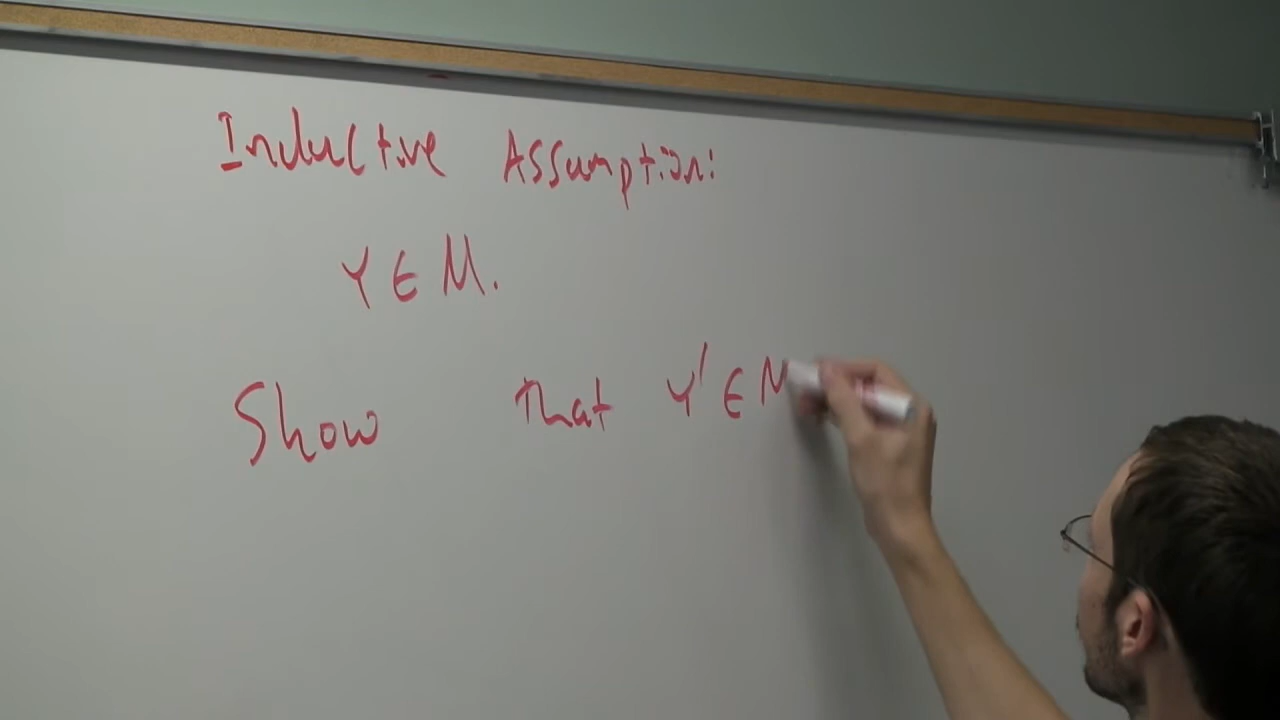 Inductive Assumption:
Y ∈ M.
Show that Y' ∈ M